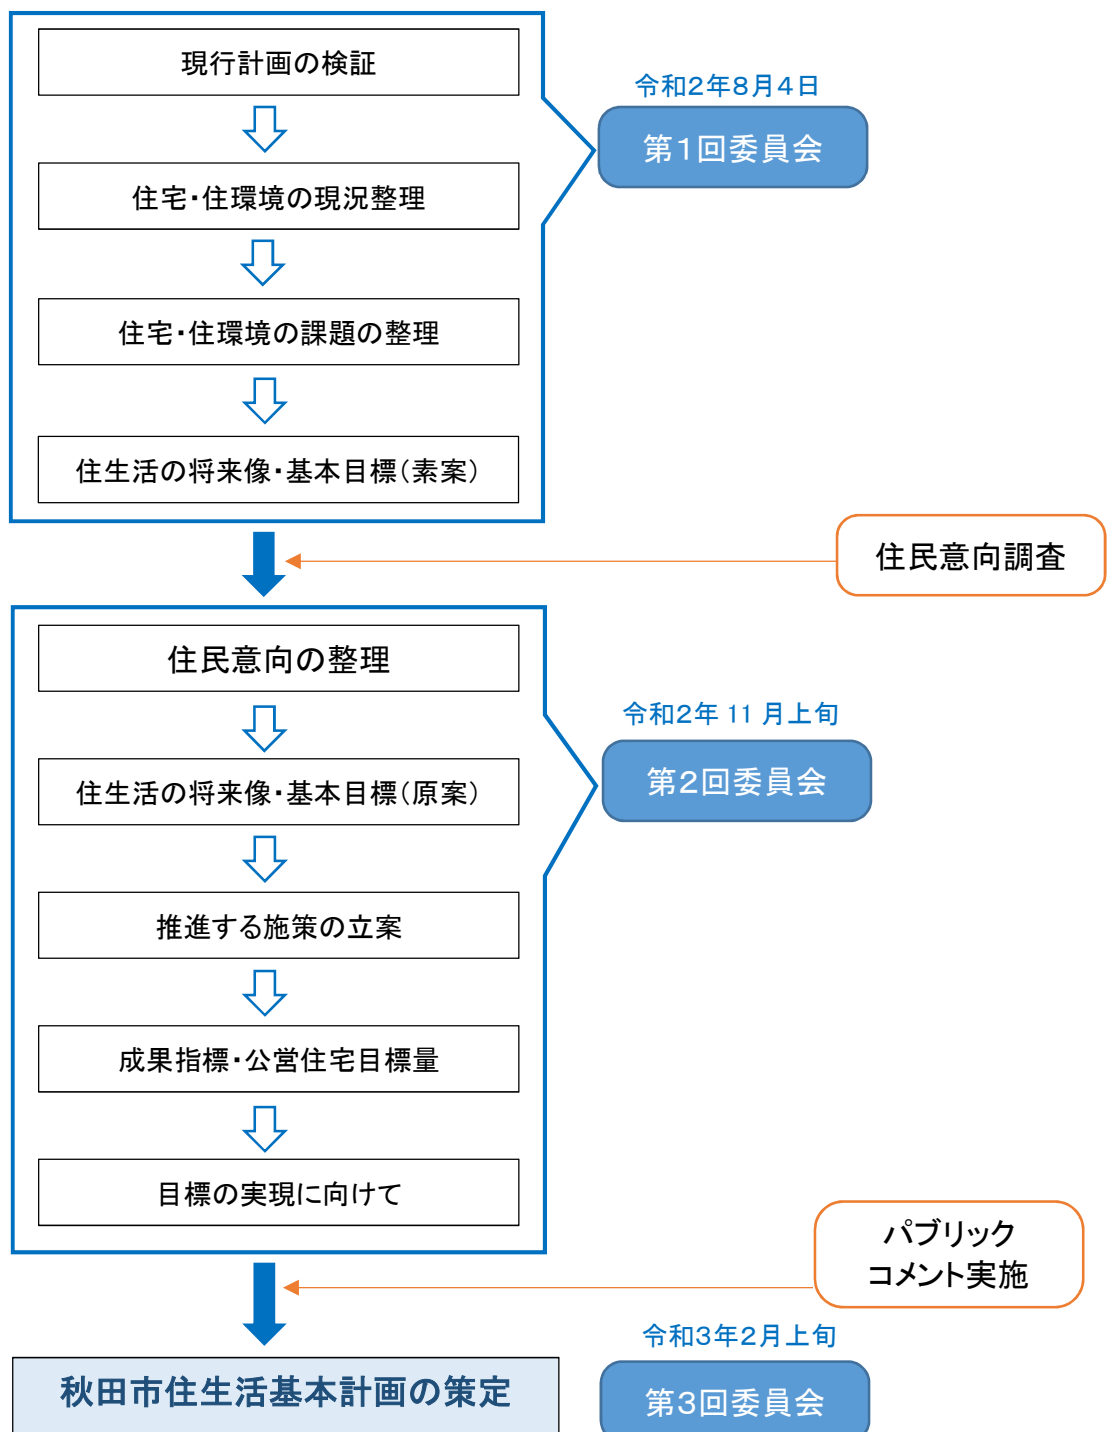 現行計画の検証
令和2年8月4日
第1回委員会
住宅・住環境の現況整理
住宅・住環境の課題の整理
住生活の将来像・基本目標(素案)
住民意向調査
住民意向の整理
令和2年 11 月上旬
第2回委員会
住生活の将来像・基本目標(原案)
推進する施策の立案
成果指標・公営住宅目標量
目標の実現に向けて
パブリック
コメント実施
令和3年2月上旬
秋田市住生活基本計画の策定
第3回委員会